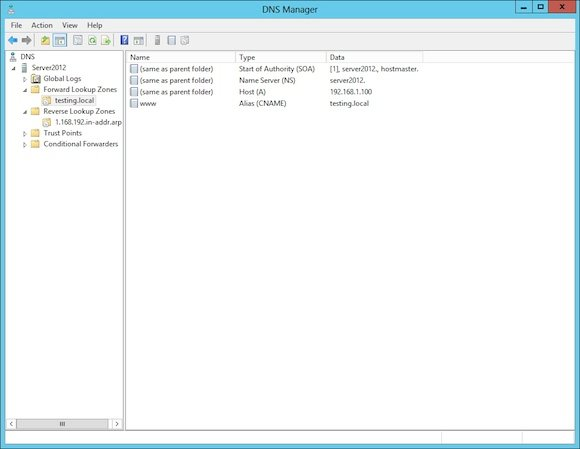 DNS Manager
File Action View Help
DNS
Server2012
Global Logs
Forward Lookup Zones
testing.local
Reverse Lookup Zones
1.168.192.in-addr.arp
Trust Points
Conditional Forwarders
Name Type Data
(same as parent folder) Start of Authority (SOA) [1], server2012., hostmaster.
(same as parent folder) Name Server (NS) server2012.
(same as parent folder) Host (A) 192.168.1.100
www Alias (CNAME) testing.local